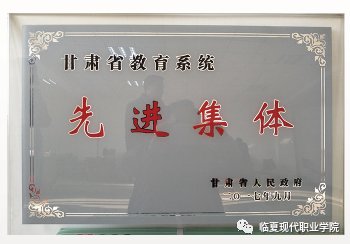 甘肃省教育系统
先进集体
甘肃省人民政府
二〇一七年九月
临夏现代职业学院